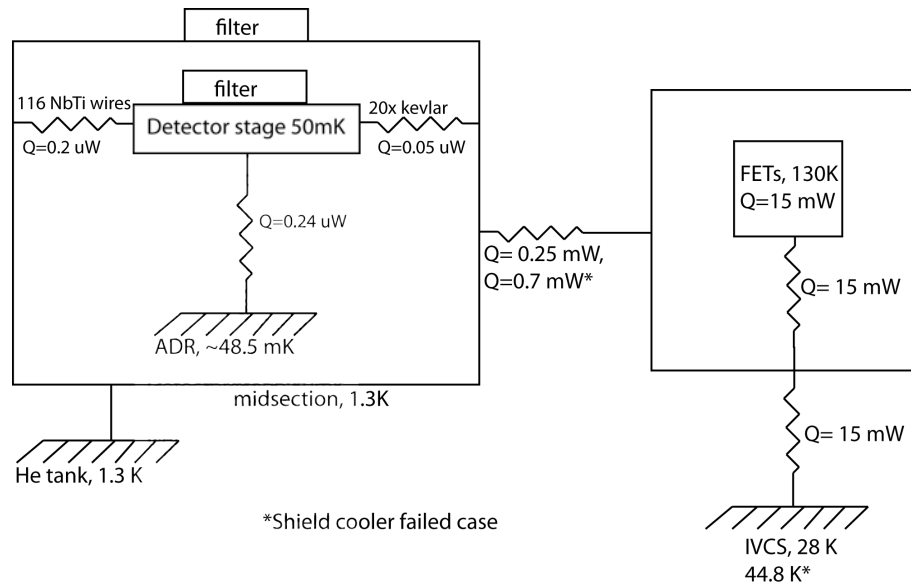 filter
filter
116 NbTi wires
Q=0.2 uW
Detector stage 50mK
20x kevlar
Q=0.05 uW
Q=0.24 uW
ADR, ~48.5 mK
midsection, 1.3K
He tank, 1.3 K
Q= 0.25 mW,
Q=0.7 mW*
FETs, 130K
Q=15 mW
Q= 15 mW
Q= 15 mW
IVCS, 28 K
44.8 K*
*Shield cooler failed case